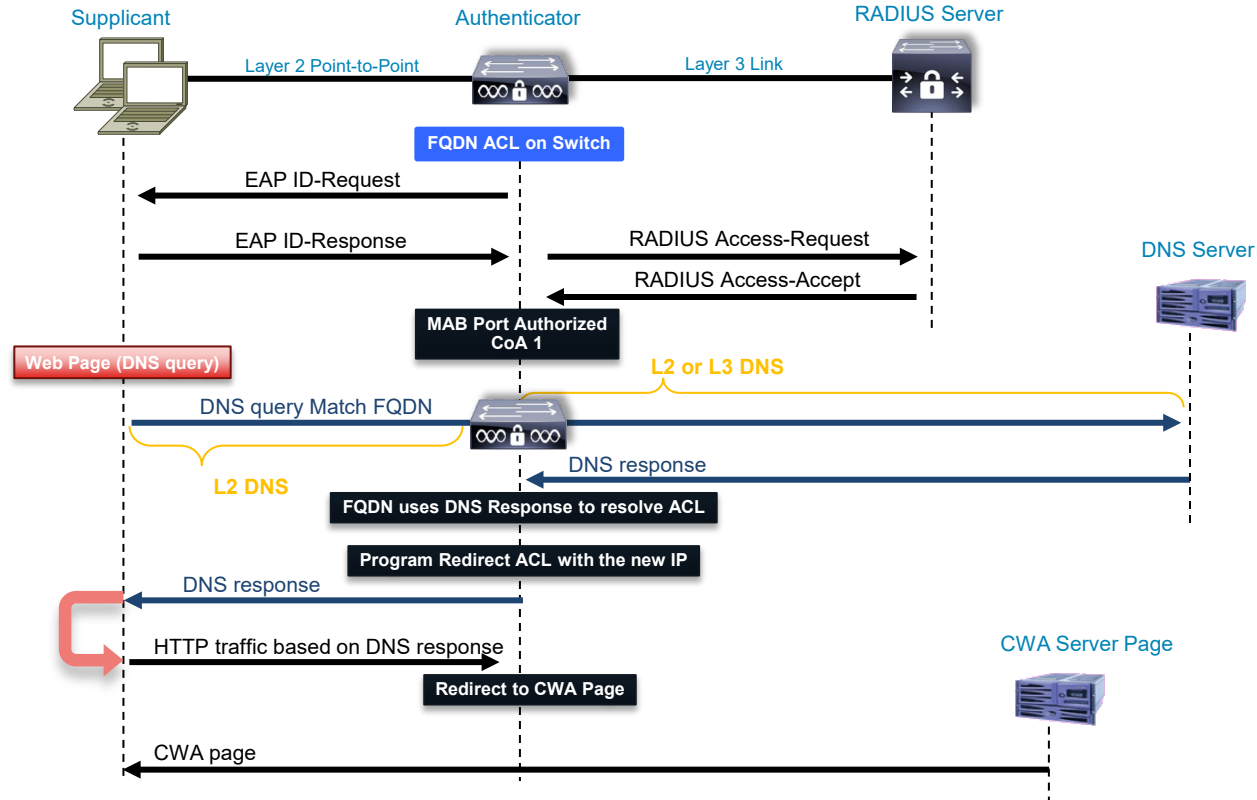 Supplicant
Authenticator
RADIUS Server
Layer 2 Point-to-Point
Layer 3 Link
FQDN ACL on Switch
EAP ID-Request
EAP ID-Response
RADIUS Access-Request
DNS Server
RADIUS Access-Accept
MAB Port Authorized
CoA 1
Web Page (DNS query)
L2 or L3 DNS
DNS query Match FQDN
L2 DNS
DNS response
FQDN uses DNS Response to resolve ACL
Program Redirect ACL with the new IP
DNS response
HTTP traffic based on DNS response
CWA Server Page
Redirect to CWA Page
CWA page